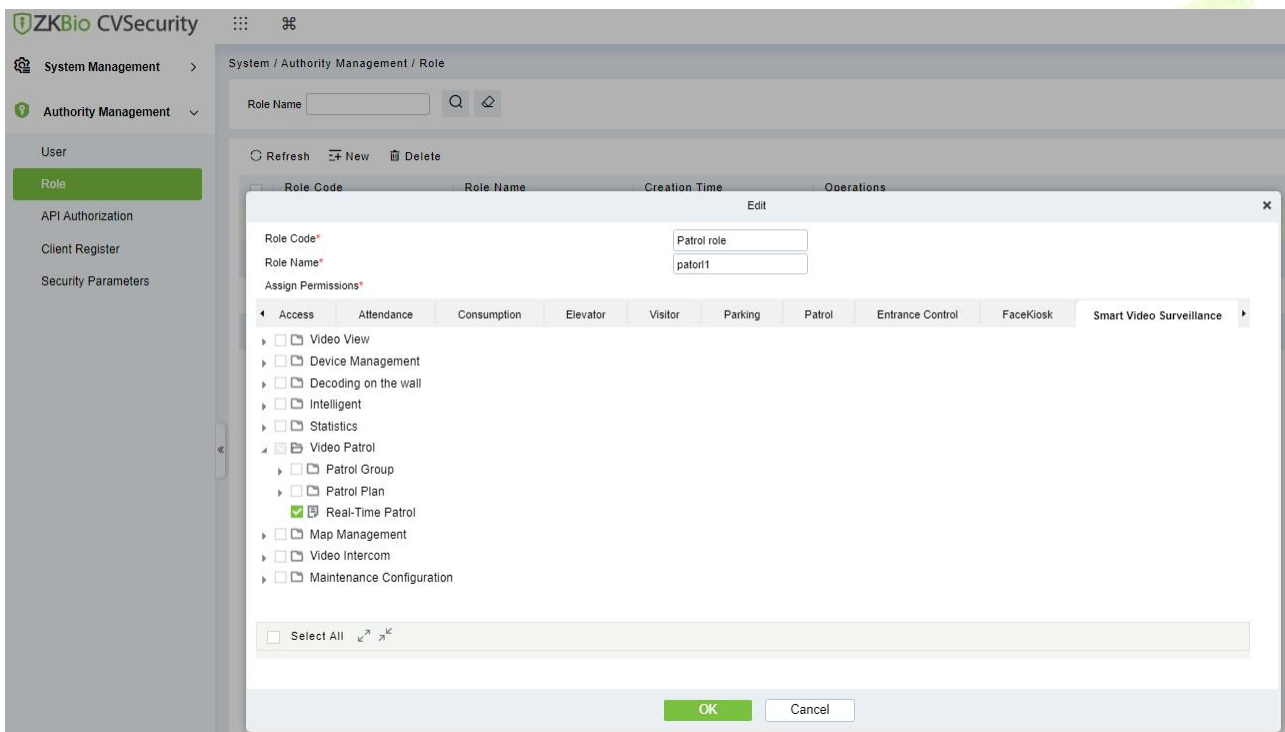 ZKBio CVSecurity
System Management
System / Authority Management / Role
Role Name
Authority Management
User
Refresh New Delete
Role
Role Code Role Name Creation Time Operations
Edit
API Authorization
Role Code* Patrol role
Client Register
Role Name* patorl1
Security Parameters
Assign Permissions*
Access Attendance Consumption Elevator Visitor Parking Patrol Entrance Control FaceKiosk Smart Video Surveillance
Video View
Device Management
Decoding on the wall
Intelligent
Statistics
Video Patrol
Patrol Group
Patrol Plan
Real-Time Patrol
Map Management
Video Intercom
Maintenance Configuration
Select All
OK Cancel